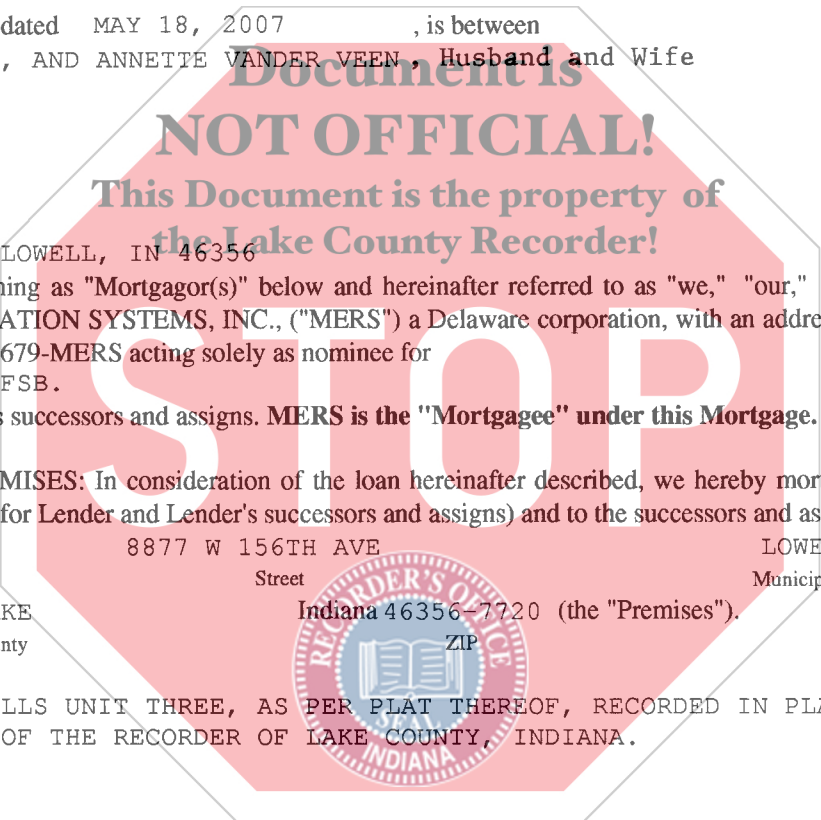 dated MAY 18, 2007 , is between
, AND ANNETTE VANDER VEEN, Husband and Wife
Document is
NOT OFFICIAL!
This Document is the property of
the Lake County Recorder!
LOWELL, IN 46356
ning as "Mortgagor(s)" below and hereinafter referred to as "we," "our,"
ATION SYSTEMS, INC., ("MERS") a Delaware corporation, with an addre
679-MERS acting solely as nominee for
FSB.
s successors and assigns. MERS is the "Mortgagee" under this Mortgage.
STOP
MISES: In consideration of the loan hereinafter described, we hereby mor
for Lender and Lender's successors and assigns) and to the successors and as
8877 W 156TH AVE LOWE
Street Municip
KE Indiana 46356-7720 (the "Premises").
nty ZIP
RECORDER'S OFFICE
SEAL
INDIANA
LLS UNIT THREE, AS PER PLAT THEREOF, RECORDED IN PLA
OF THE RECORDER OF LAKE COUNTY, INDIANA.